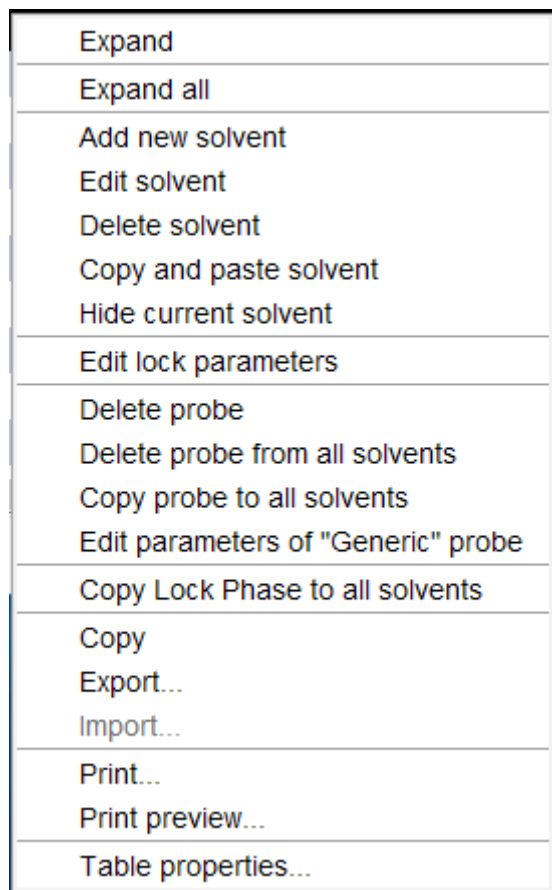 Expand
Expand all
Add new solvent
Edit solvent
Delete solvent
Copy and paste solvent
Hide current solvent
Edit lock parameters
Delete probe
Delete probe from all solvents
Copy probe to all solvents
Edit parameters of "Generic" probe
Copy Lock Phase to all solvents
Copy
Export...
Import...
Print...
Print preview...
Table properties...